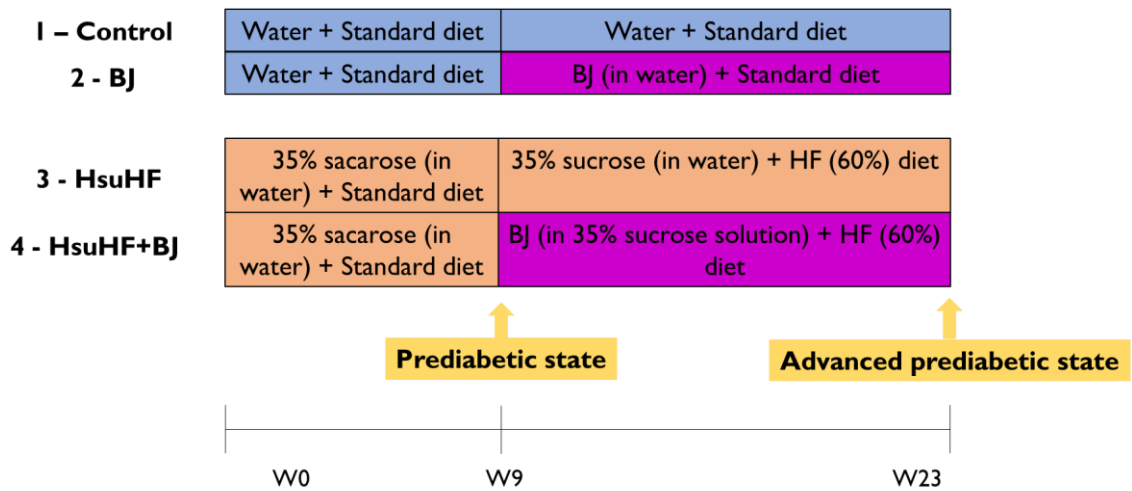 1 – Control
Water + Standard diet
Water + Standard diet
2 - BJ
Water + Standard diet
BJ (in water) + Standard diet
3 - HsuHF
35% sacarose (in
water) + Standard diet
35% sucrose (in water) + HF (60%) diet
4 - HsuHF+BJ
35% sacarose (in
water) + Standard diet
BJ (in 35% sucrose solution) + HF (60%)
diet
Prediabetic state
Advanced prediabetic state
W0
W9
W23